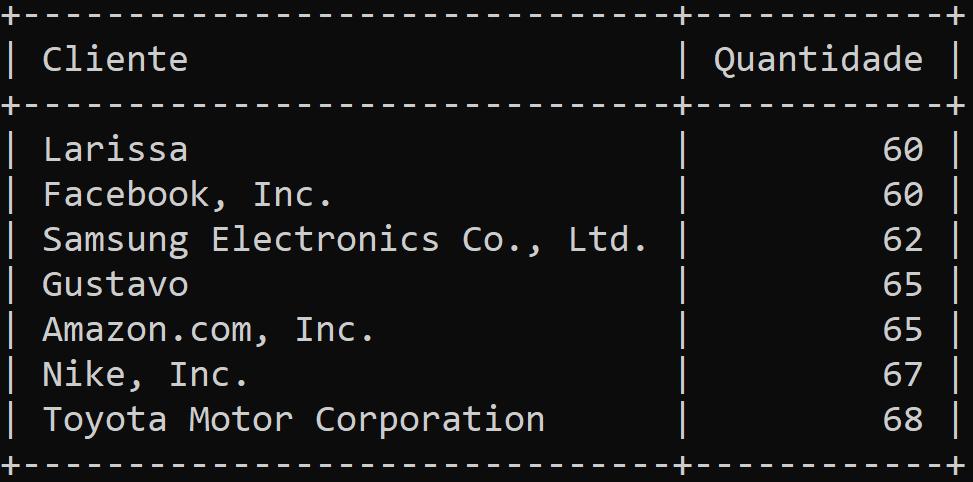 +-------------------------------+------------+
| Cliente                       | Quantidade |
+-------------------------------+------------+
| Larissa                       |         60 |
| Facebook, Inc.                |         60 |
| Samsung Electronics Co., Ltd. |         62 |
| Gustavo                       |         65 |
| Amazon.com, Inc.              |         65 |
| Nike, Inc.                    |         67 |
| Toyota Motor Corporation      |         68 |
+-------------------------------+------------+